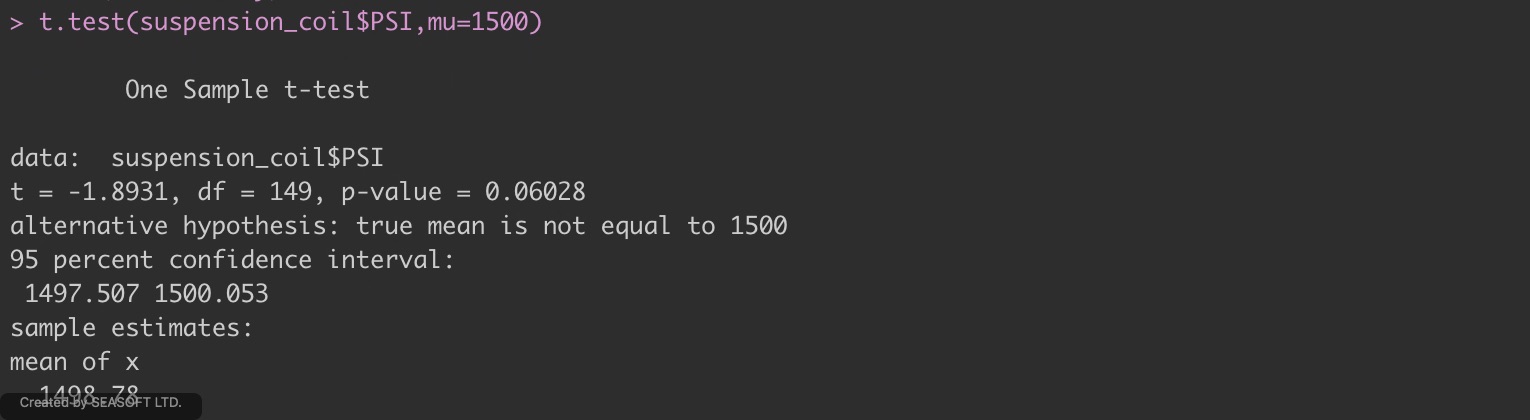 > t.test(suspension_coil$PSI,mu=1500)
One Sample t-test
data:  suspension_coil$PSI
t = -1.8931, df = 149, p-value = 0.06028
alternative hypothesis: true mean is not equal to 1500
95 percent confidence interval:
 1497.507 1500.053
sample estimates:
mean of x
1498.78
Created by SEASOFT LTD.